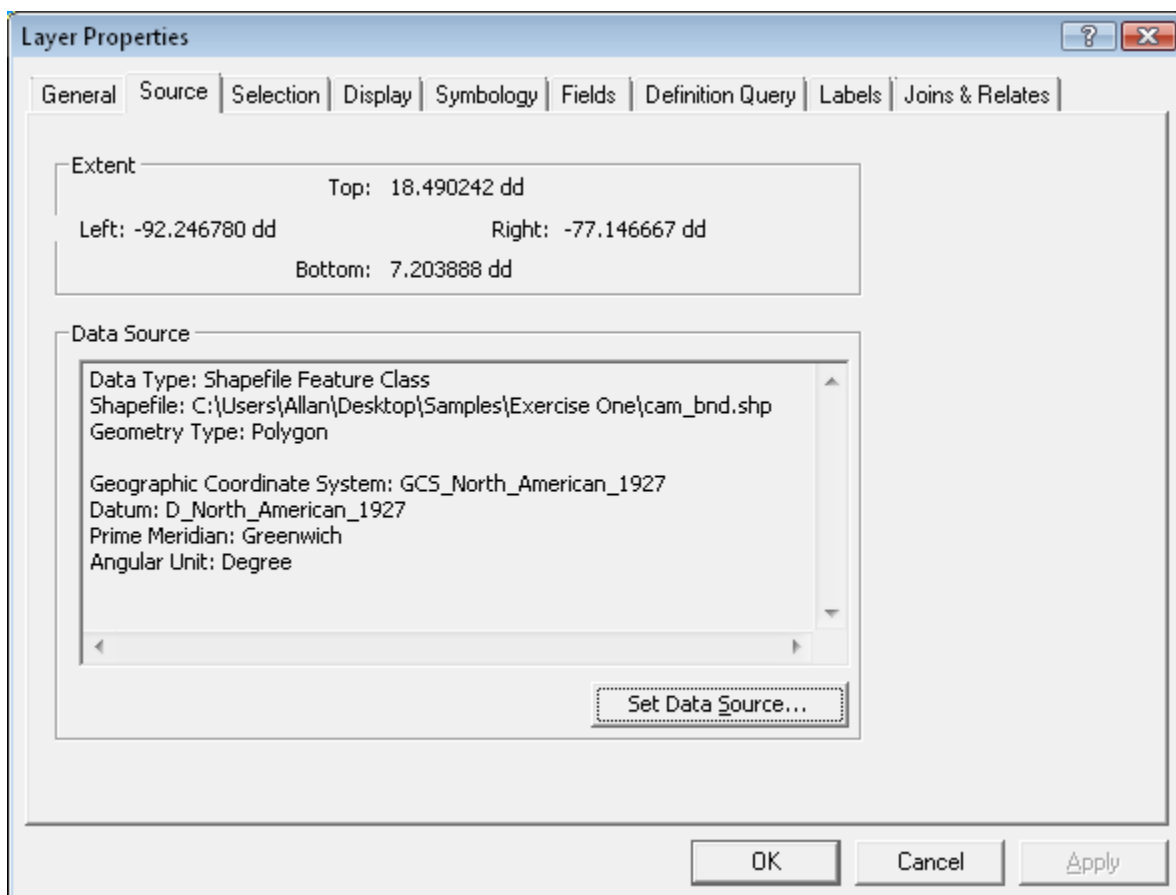 Layer Properties
General Source Selection Display Symbology Fields Definition Query Labels Joins & Relates
Extent
Top: 18.490242 dd
Left: -92.246780 dd Right: -77.146667 dd
Bottom: 7.203888 dd
Data Source
Data Type: Shapefile Feature Class
Shapefile: C:\Users\Allan\Desktop\Samples\Exercise One\cam_bnd.shp
Geometry Type: Polygon
Geographic Coordinate System: GCS_North_American_1927
Datum: D_North_American_1927
Prime Meridian: Greenwich
Angular Unit: Degree
Set Data Source...
OK Cancel Apply